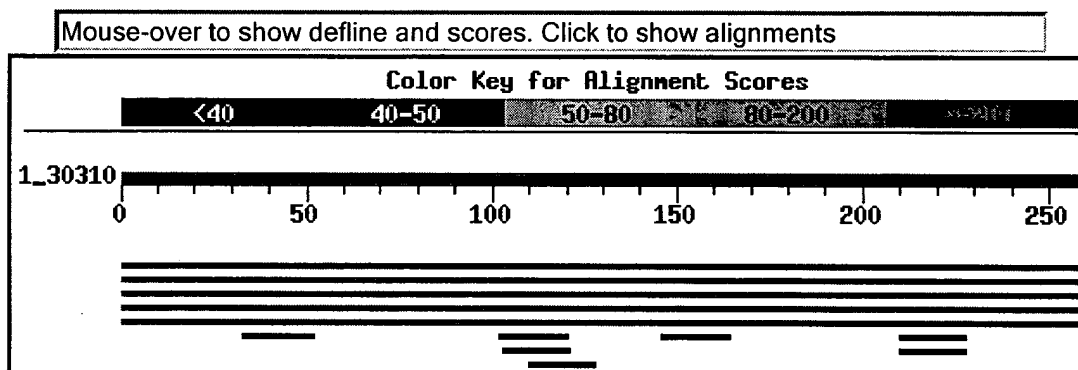 Mouse-over to show defline and scores. Click to show alignments
Color Key for Alignment Scores
<40 40-50 50-80 80-200
1_30310
0 50 100 150 200 250